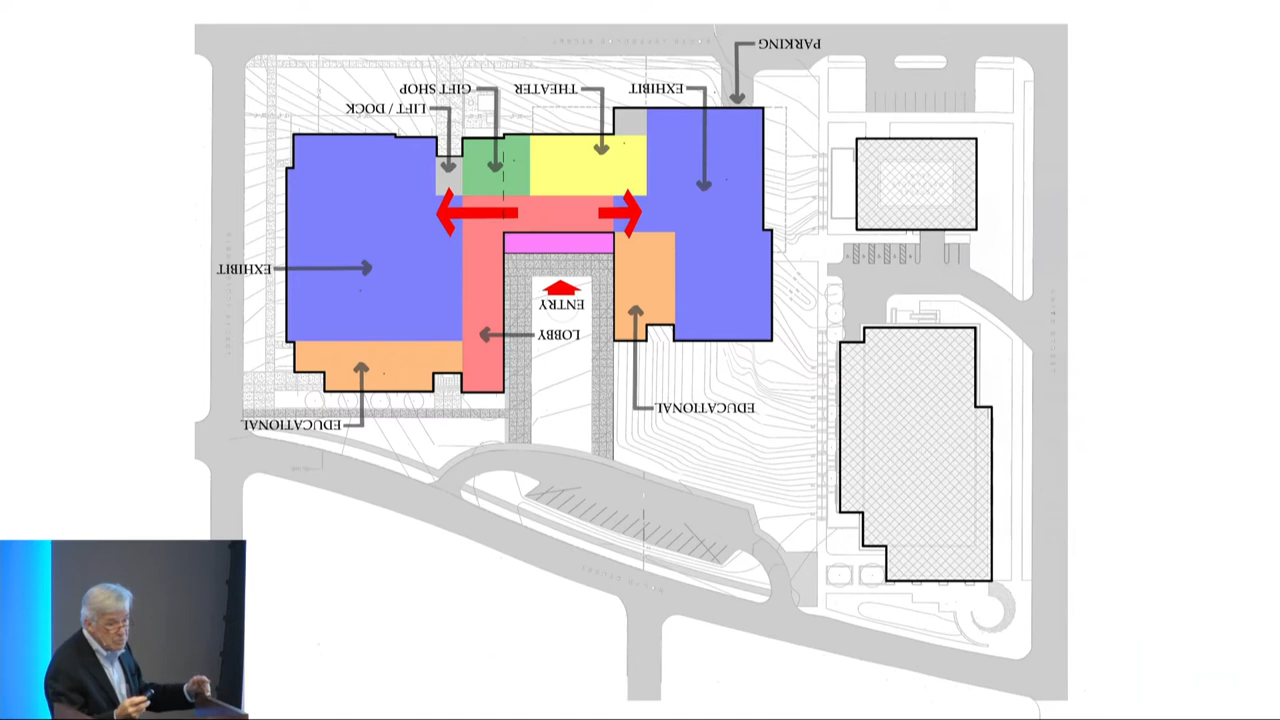 PARKING
GIFT SHOP
THEATER
EXHIBIT
LIFT / DOCK
EXHIBIT
ENTRY
LOBBY
EDUCATIONAL
EDUCATIONAL